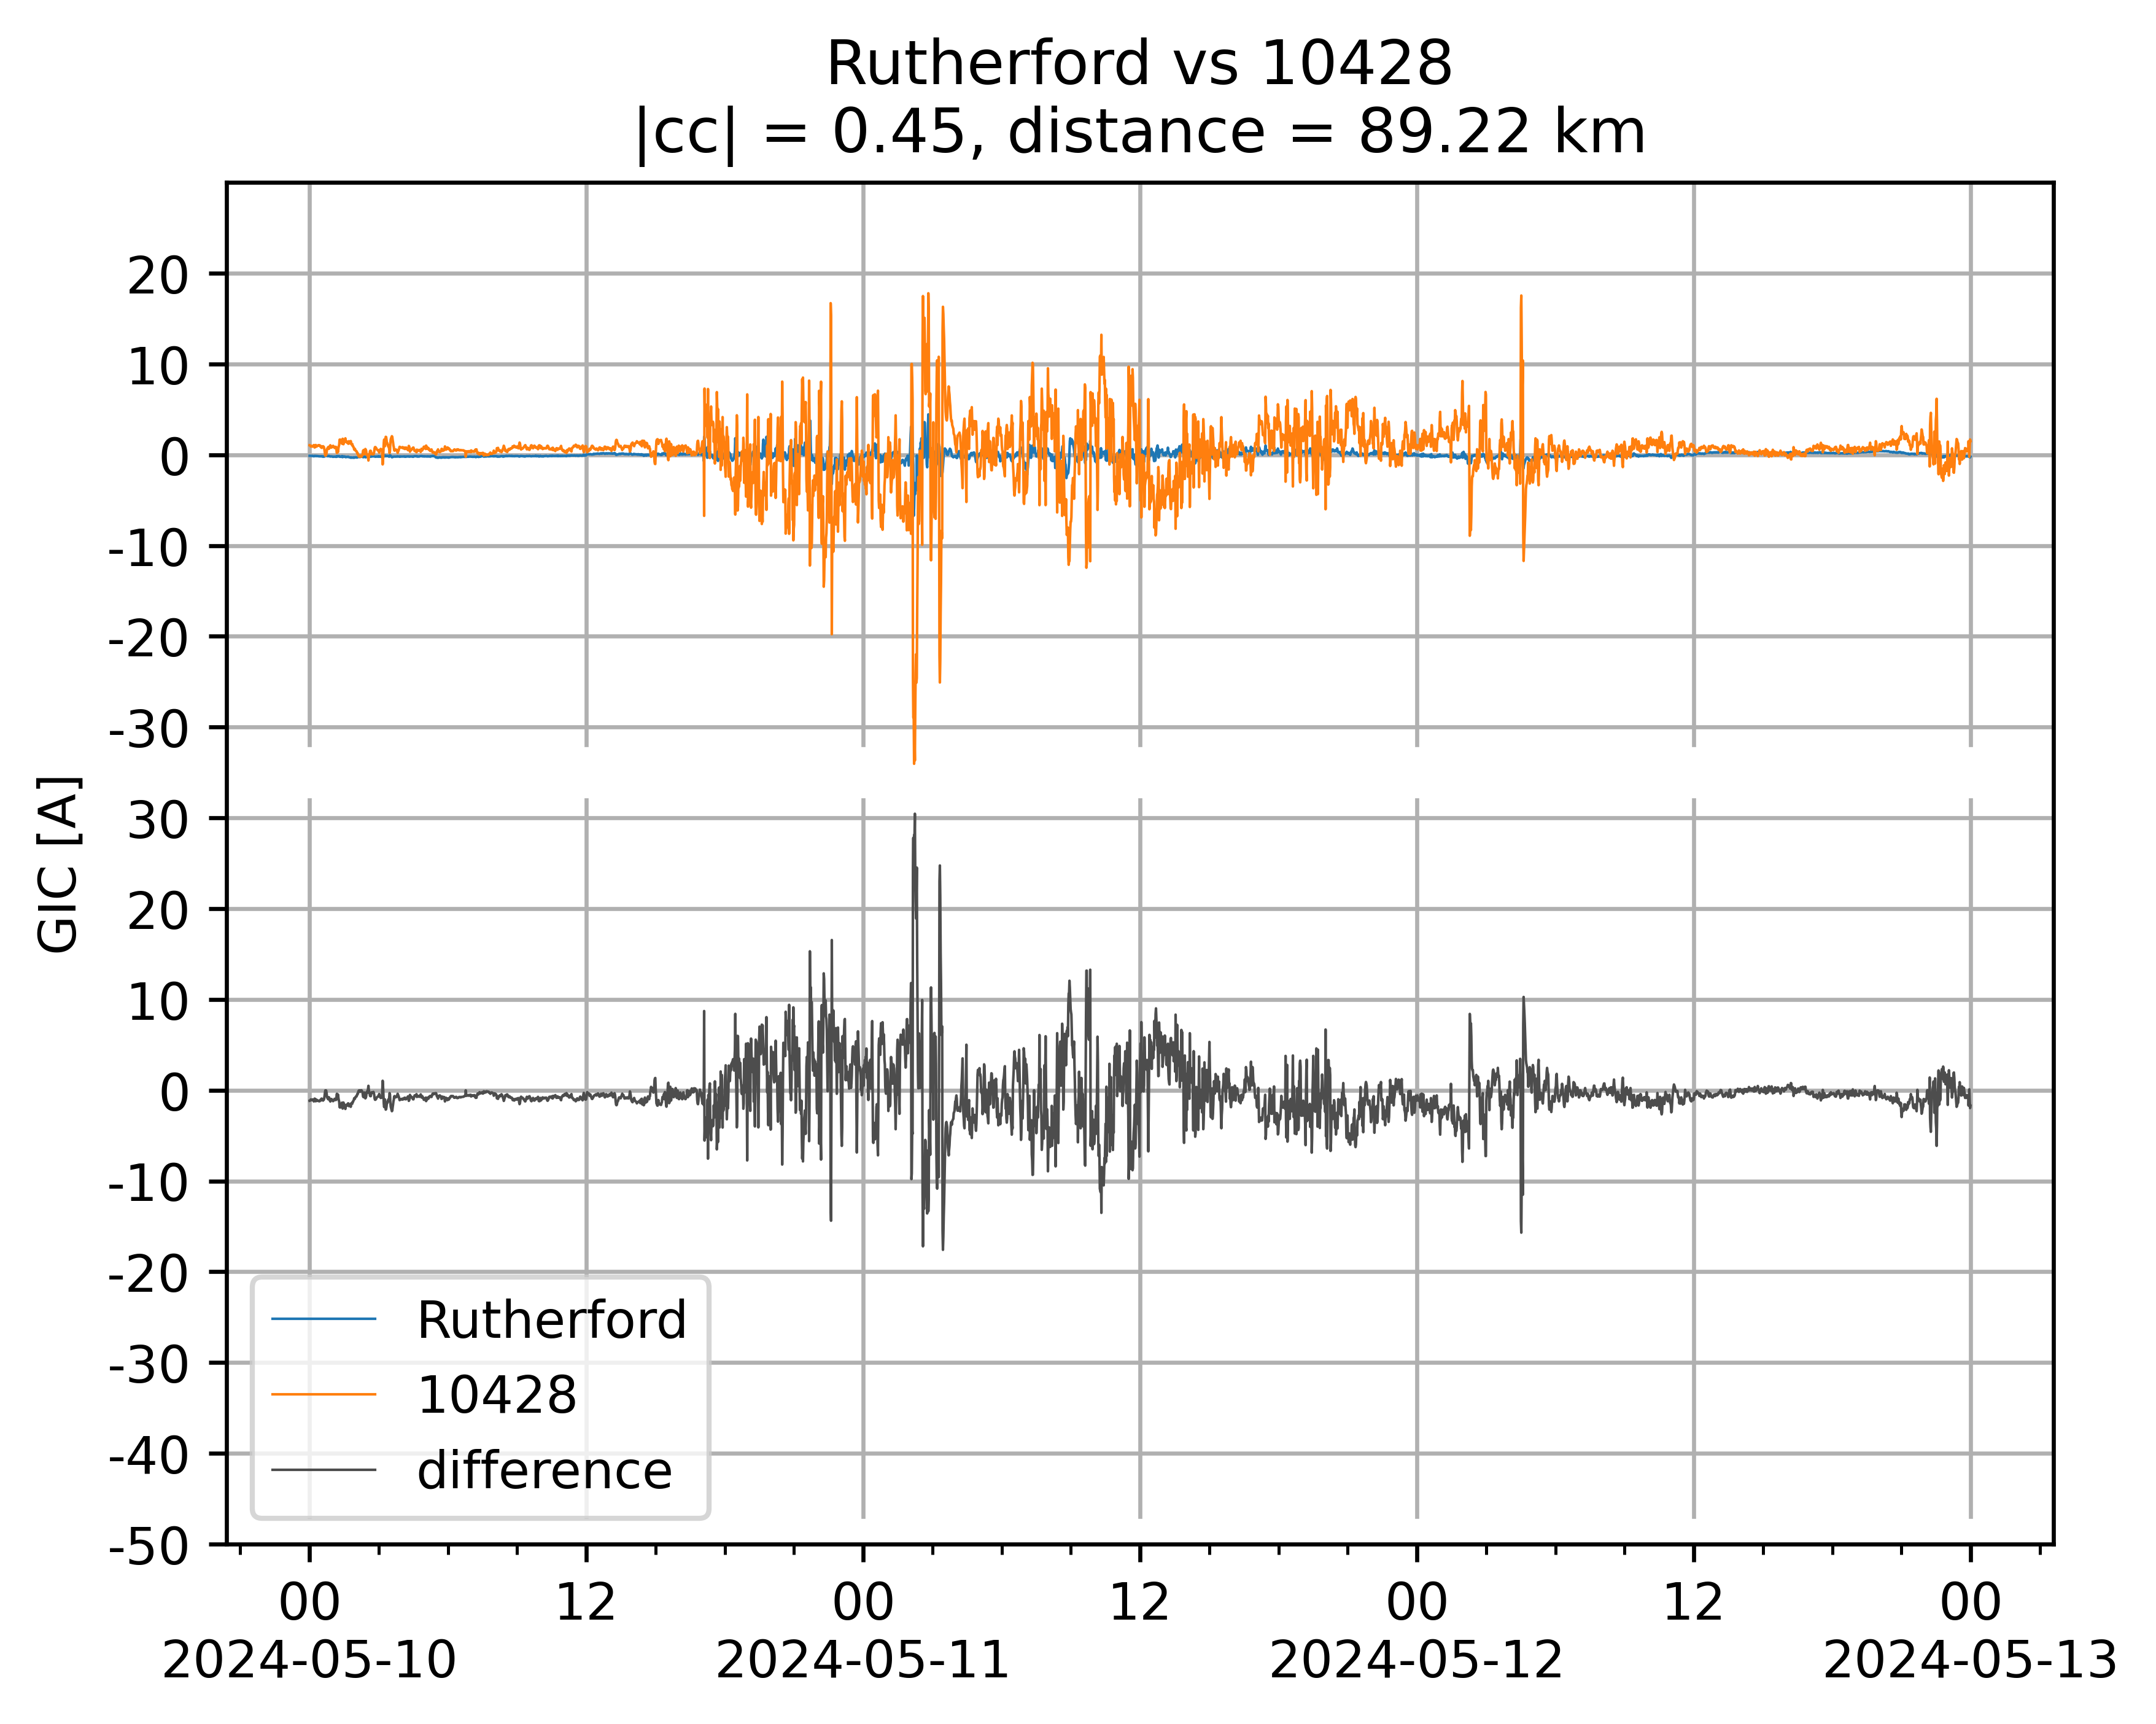 Rutherford vs 10428
|cc| = 0.45, distance = 89.22 km
GIC [A]
20
10
0
-10
-20
-30
30
20
10
0
-10
-20
-30
-40
-50
Rutherford
10428
difference
00 12 00 12 00 12 00
2024-05-10 2024-05-11 2024-05-12 2024-05-13